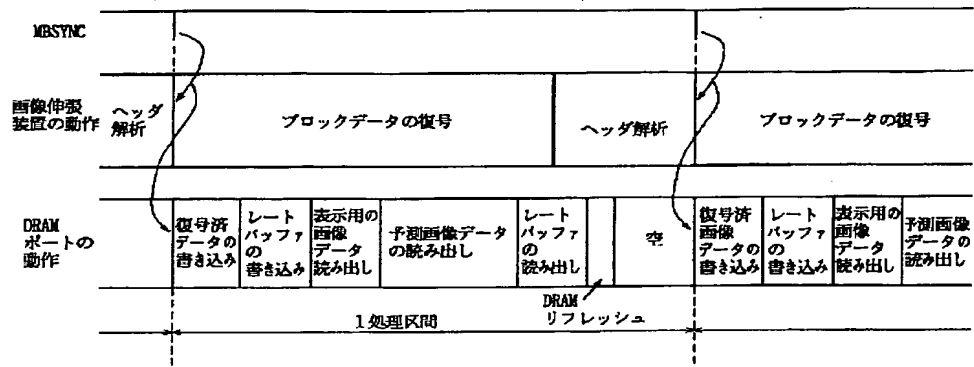 MBSYNC
画像伸張
装置の動作
ヘッダ
解析
ブロックデータの復号
ヘッダ解析
ブロックデータの復号
DRAM
ポートの
動作
復号済
データの
書き込み
レート
バッファ
の
書き込み
表示用の
画像
データ
読み出し
予測画像データ
の読み出し
レート
バッファ
の
読み出し
空
復号済
画像
データの
書き込み
レート
バッファ
の
書き込み
表示用の
画像
データ
読み出し
予測画像
データの
読み出し
DRAM
リフレッシュ
1処理区間